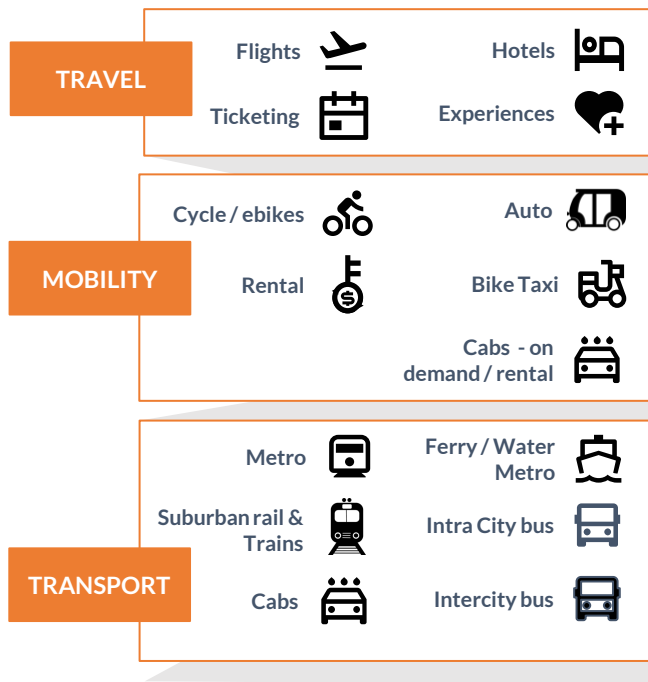 TRAVEL
Flights
Hotels
Ticketing
Experiences
MOBILITY
Cycle / ebikes
Auto
Rental
$
Bike Taxi
Cabs - on
demand / rental
TRANSPORT
Metro
Ferry / Water
Metro
Suburban rail &
Trains
Intra City bus
Cabs
Intercity bus